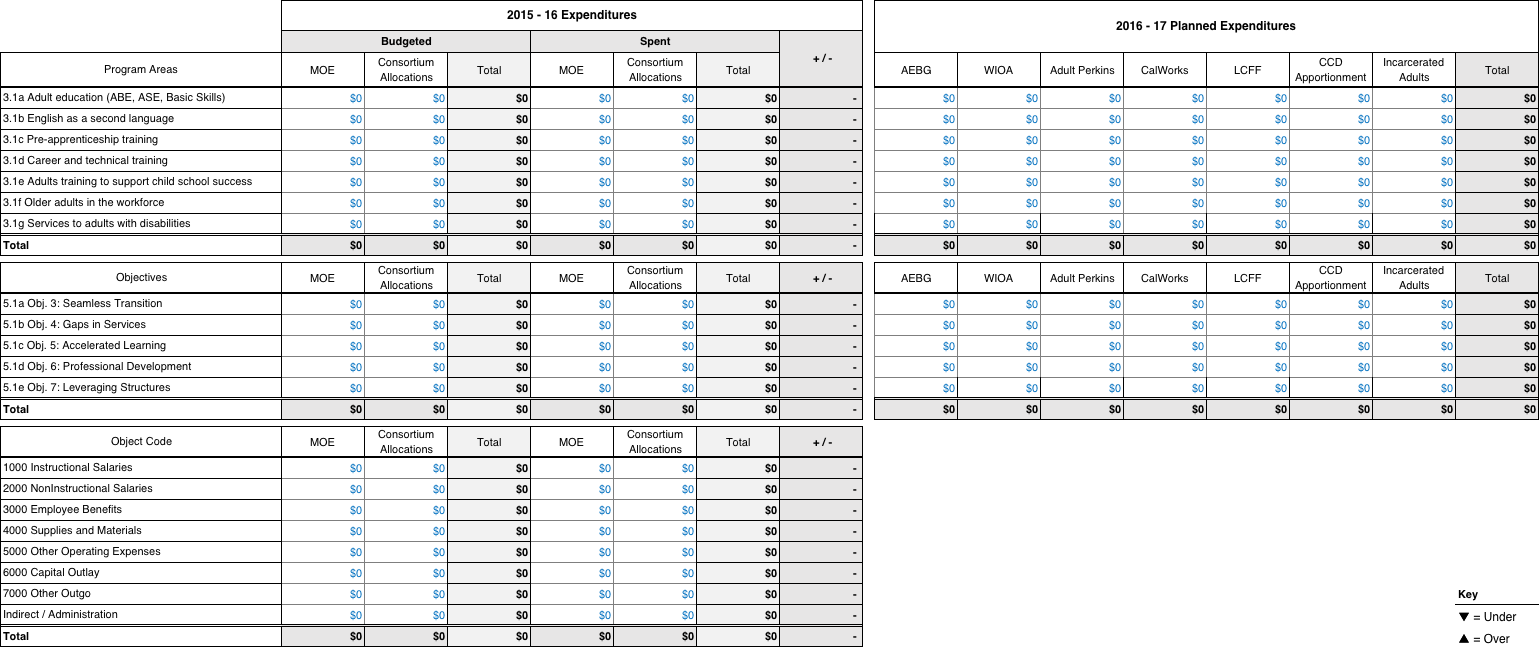 2015 - 16 Expenditures 2016 - 17 Planned Expenditures
Budgeted Spent + / -
Program Areas MOE Consortium Allocations Total MOE Consortium Allocations Total AEBG WIOA Adult Perkins CalWorks LCFF CCD Apportionment Incarcerated Adults Total
3.1a Adult education (ABE, ASE, Basic Skills) $0 $0 $0 $0 $0 $0 - $0 $0 $0 $0 $0 $0 $0 $0
3.1b English as a second language $0 $0 $0 $0 $0 $0 - $0 $0 $0 $0 $0 $0 $0 $0
3.1c Pre-apprenticeship training $0 $0 $0 $0 $0 $0 - $0 $0 $0 $0 $0 $0 $0 $0
3.1d Career and technical training $0 $0 $0 $0 $0 $0 - $0 $0 $0 $0 $0 $0 $0 $0
3.1e Adults training to support child school success $0 $0 $0 $0 $0 $0 - $0 $0 $0 $0 $0 $0 $0 $0
3.1f Older adults in the workforce $0 $0 $0 $0 $0 $0 - $0 $0 $0 $0 $0 $0 $0 $0
3.1g Services to adults with disabilities $0 $0 $0 $0 $0 $0 - $0 $0 $0 $0 $0 $0 $0 $0
Total $0 $0 $0 $0 $0 $0 - $0 $0 $0 $0 $0 $0 $0 $0
Objectives MOE Consortium Allocations Total MOE Consortium Allocations Total + / - AEBG WIOA Adult Perkins CalWorks LCFF CCD Apportionment Incarcerated Adults Total
5.1a Obj. 3: Seamless Transition $0 $0 $0 $0 $0 $0 - $0 $0 $0 $0 $0 $0 $0 $0
5.1b Obj. 4: Gaps in Services $0 $0 $0 $0 $0 $0 - $0 $0 $0 $0 $0 $0 $0 $0
5.1c Obj. 5: Accelerated Learning $0 $0 $0 $0 $0 $0 - $0 $0 $0 $0 $0 $0 $0 $0
5.1d Obj. 6: Professional Development $0 $0 $0 $0 $0 $0 - $0 $0 $0 $0 $0 $0 $0 $0
5.1e Obj. 7: Leveraging Structures $0 $0 $0 $0 $0 $0 - $0 $0 $0 $0 $0 $0 $0 $0
Total $0 $0 $0 $0 $0 $0 - $0 $0 $0 $0 $0 $0 $0 $0
Object Code MOE Consortium Allocations Total MOE Consortium Allocations Total + / -
1000 Instructional Salaries $0 $0 $0 $0 $0 $0 -
2000 NonInstructional Salaries $0 $0 $0 $0 $0 $0 -
3000 Employee Benefits $0 $0 $0 $0 $0 $0 -
4000 Supplies and Materials $0 $0 $0 $0 $0 $0 -
5000 Other Operating Expenses $0 $0 $0 $0 $0 $0 -
6000 Capital Outlay $0 $0 $0 $0 $0 $0 -
7000 Other Outgo $0 $0 $0 $0 $0 $0 -
Indirect / Administration $0 $0 $0 $0 $0 $0 -
Total $0 $0 $0 $0 $0 $0 -
Key
▼ = Under
▲ = Over